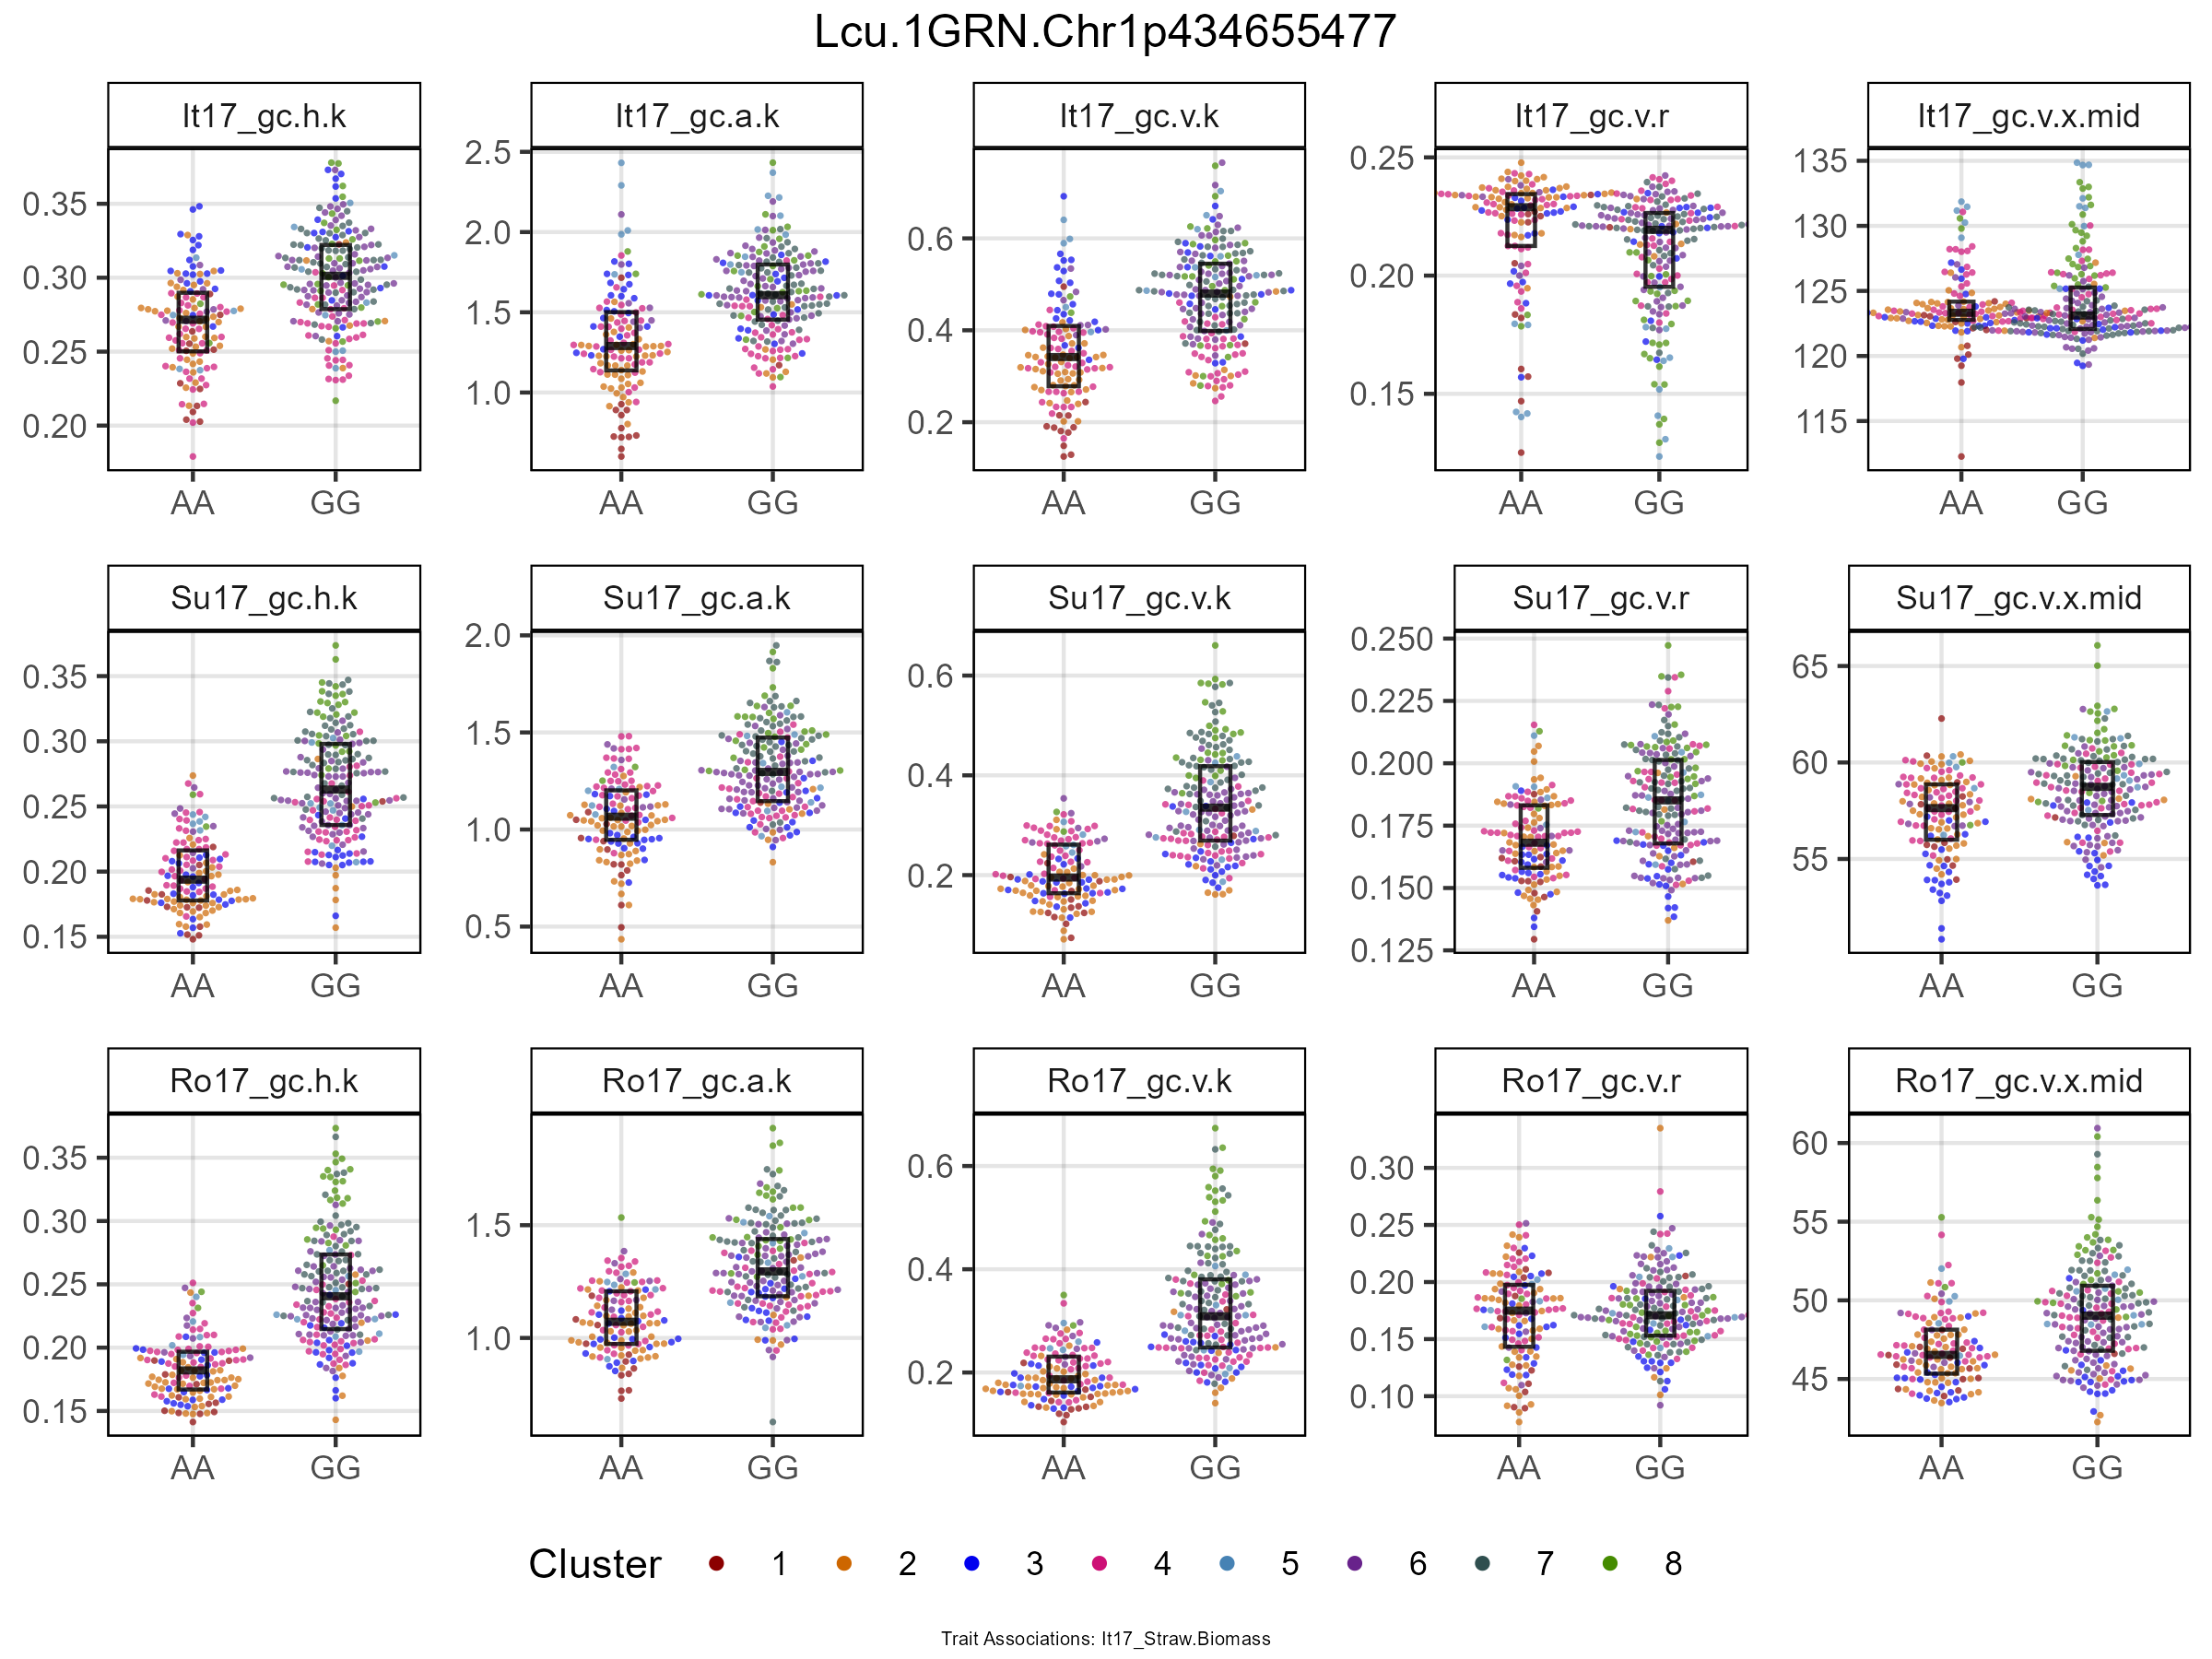 Lcu.1GRN.Chr1p434655477
It17_gc.h.k
It17_gc.a.k
It17_gc.v.k
It17_gc.v.r
It17_gc.v.x.mid
0.35
0.30
0.25
0.20
2.5
2.0
1.5
1.0
0.6
0.4
0.2
0.25
0.20
0.15
135
130
125
120
115
AA GG
AA GG
AA GG
AA GG
AA GG
Su17_gc.h.k
Su17_gc.a.k
Su17_gc.v.k
Su17_gc.v.r
Su17_gc.v.x.mid
0.35
0.30
0.25
0.20
0.15
2.0
1.5
1.0
0.5
0.6
0.4
0.2
0.250
0.225
0.200
0.175
0.150
0.125
65
60
55
AA GG
AA GG
AA GG
AA GG
AA GG
Ro17_gc.h.k
Ro17_gc.a.k
Ro17_gc.v.k
Ro17_gc.v.r
Ro17_gc.v.x.mid
0.35
0.30
0.25
0.20
0.15
1.5
1.0
0.6
0.4
0.2
0.30
0.25
0.20
0.15
0.10
60
55
50
45
AA GG
AA GG
AA GG
AA GG
AA GG
Cluster 1 2 3 4 5 6 7 8
Trait Associations: It17_Straw.Biomass